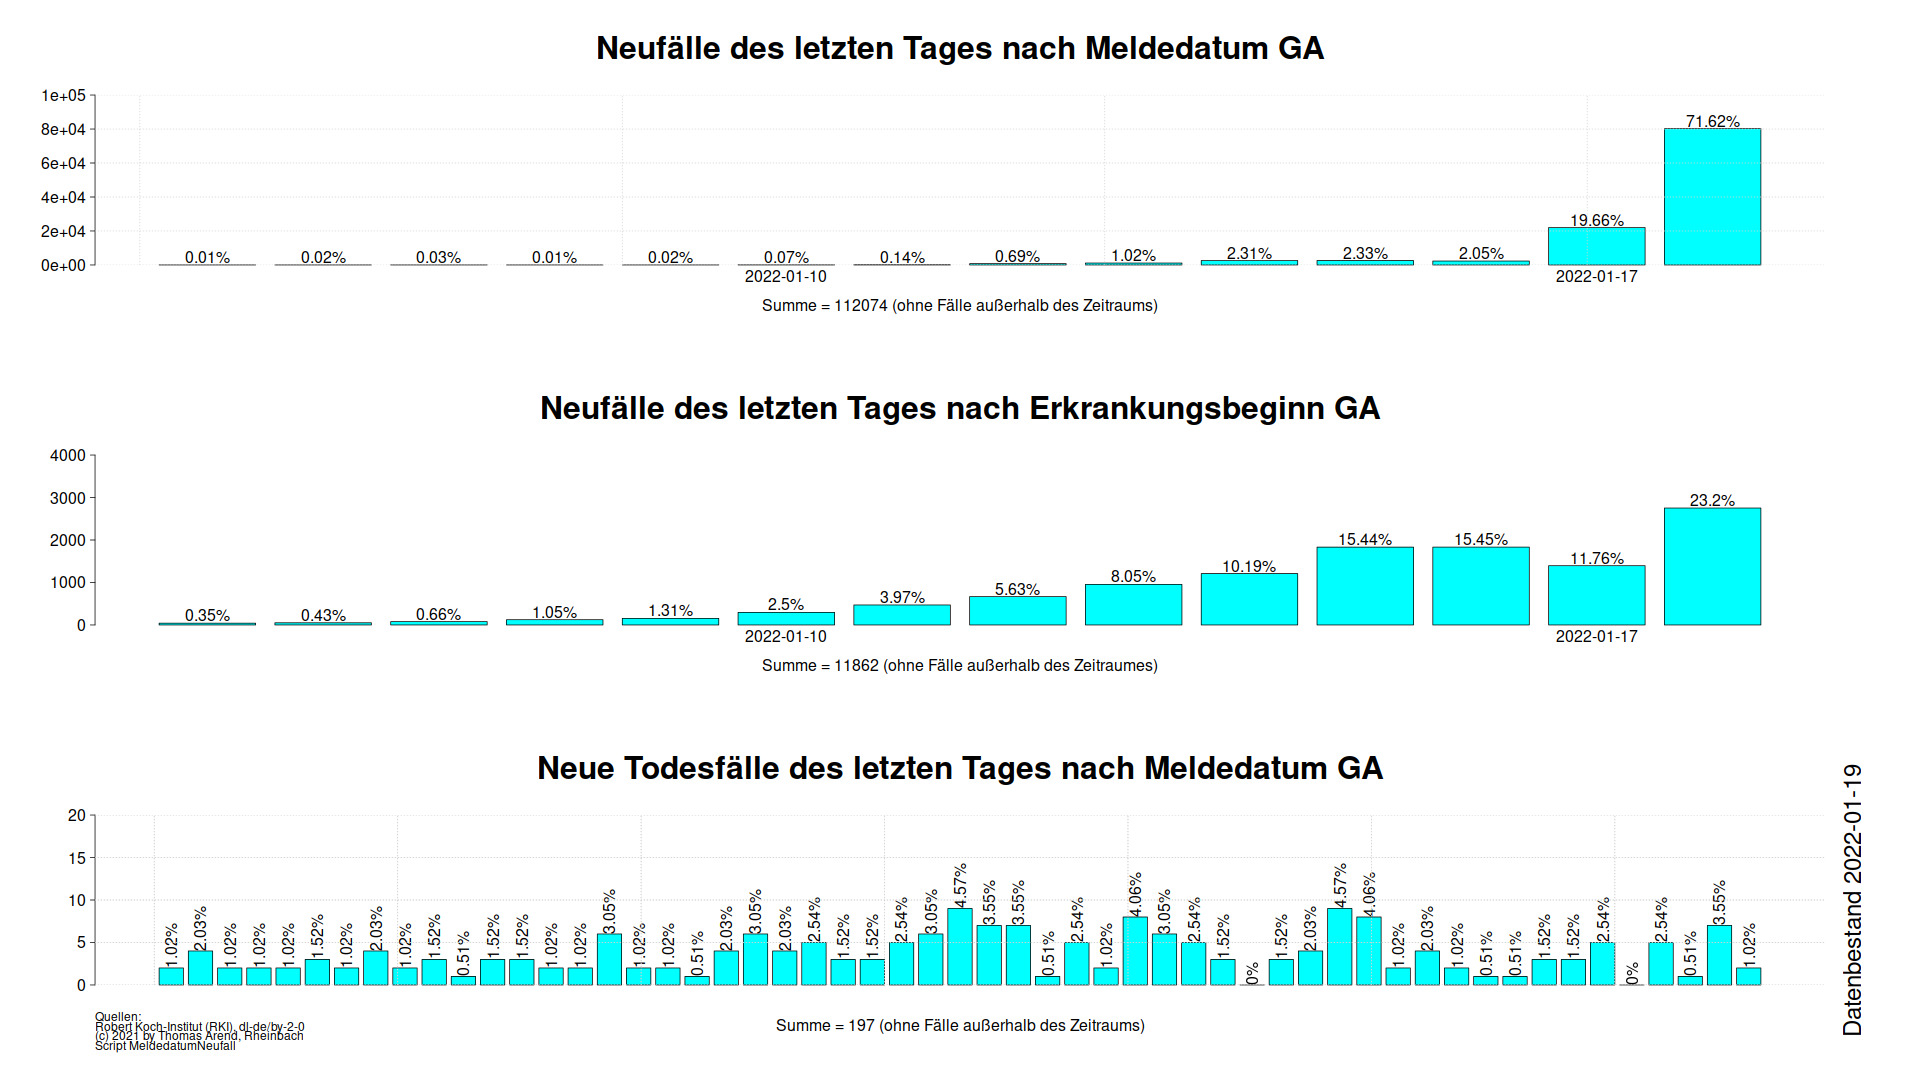 Neufälle des letzten Tages nach Meldedatum GA
1e+05
8e+04
6e+04
4e+04
2e+04
0e+00
0.01% 0.02% 0.03% 0.01% 0.02% 0.07% 0.14% 0.69% 1.02% 2.31% 2.33% 2.05% 19.66% 71.62%
2022-01-10 2022-01-17
Summe = 112074 (ohne Fälle außerhalb des Zeitraums)
Neufälle des letzten Tages nach Erkrankungsbeginn GA
4000
3000
2000
1000
0
0.35% 0.43% 0.66% 1.05% 1.31% 2.5% 3.97% 5.63% 8.05% 10.19% 15.44% 15.45% 11.76% 23.2%
2022-01-10 2022-01-17
Summe = 11862 (ohne Fälle außerhalb des Zeitraumes)
Neue Todesfälle des letzten Tages nach Meldedatum GA
20
15
10
5
0
1.02% 2.03% 1.02% 1.02% 1.02% 1.52% 1.02% 2.03% 1.02% 1.52% 0.51% 1.52% 1.52% 1.02% 1.02% 3.05% 1.02% 1.02% 0.51% 2.03% 3.05% 2.03% 2.54% 1.52% 1.52% 2.54% 3.05% 4.57% 3.55% 3.55% 0.51% 2.54% 1.02% 4.06% 3.05% 2.54% 1.52% 0% 1.52% 2.03% 4.57% 4.06% 1.02% 2.03% 1.02% 0.51% 0.51% 1.52% 1.52% 2.54% 0% 2.54% 0.51% 3.55% 1.02%
Summe = 197 (ohne Fälle außerhalb des Zeitraums)
Quellen:
Robert Koch-Institut (RKI), dl-de/by-2-0
(c) 2021 by Thomas Arend, Rheinbach
Script MeldedatumNeufall
Datenbestand 2022-01-19